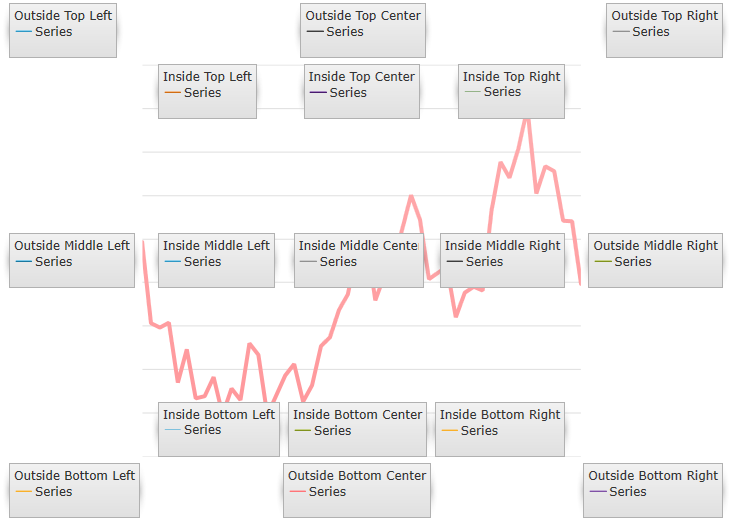 Outside Top Left
Series
Outside Top Center
Series
Outside Top Right
Series
Inside Top Left
Series
Inside Top Center
Series
Inside Top Right
Series
Outside Middle Left
Series
Inside Middle Left
Series
Inside Middle Cente
Series
Inside Middle Right
Series
Outside Middle Right
Series
Inside Bottom Left
Series
Inside Bottom Center
Series
Inside Bottom Right
Series
Outside Bottom Left
Series
Outside Bottom Center
Series
Outside Bottom Right
Series